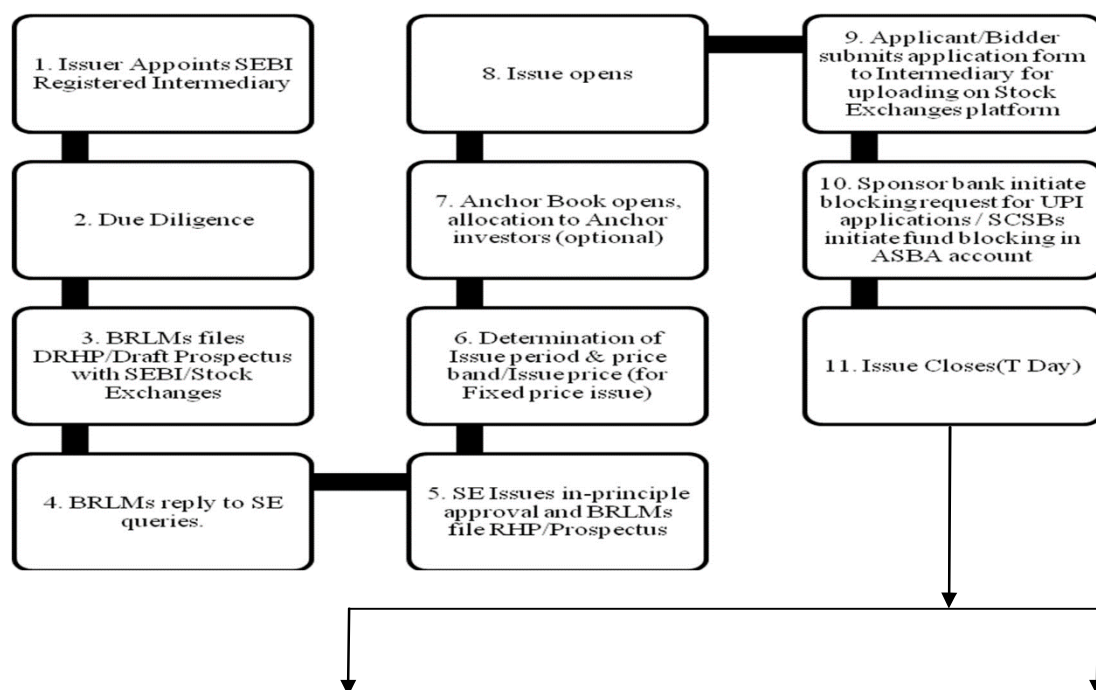 1. Issuer Appoints SEBI
Registered Intermediary
2. Due Diligence
3. BRLMs files
DRHP/Draft Prospectus
with SEBI/Stock
Exchanges
4. BRLMs reply to SE
queries.
5. SE Issues in-principle
approval and BRLMs
file RHP/Prospectus
6. Determination of
Issue period & price
band/Issue price (for
Fixed price issue)
7. Anchor Book opens,
allocation to Anchor
investors (optional)
8. Issue opens
9. Applicant/Bidder
submits application form
to Intermediary for
uploading on Stock
Exchanges platform
10. Sponsor bank initiate
blocking request for UPI
applications / SCSBs
initiate fund blocking in
ASBA account
11. Issue Closes(T Day)